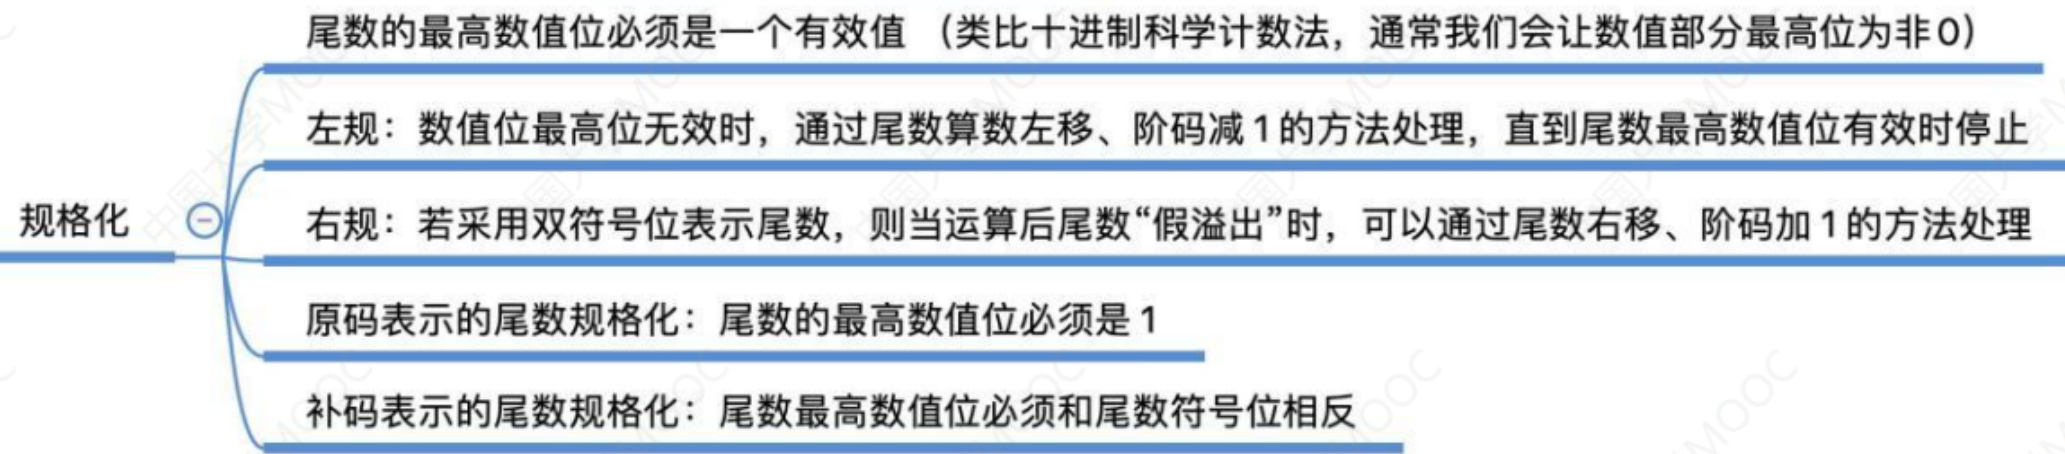 尾数的最高数值位必须是一个有效值 （类比十进制科学计数法，通常我们会让数值部分最高位为非0）
左规：数值位最高位无效时，通过尾数算数左移、阶码减1的方法处理，直到尾数最高数值位有效时停止
规格化
右规：若采用双符号位表示尾数，则当运算后尾数“假溢出”时，可以通过尾数右移、阶码加1的方法处理
原码表示的尾数规格化：尾数的最高数值位必须是1
补码表示的尾数规格化：尾数最高数值位必须和尾数符号位相反
中国大学MOOC